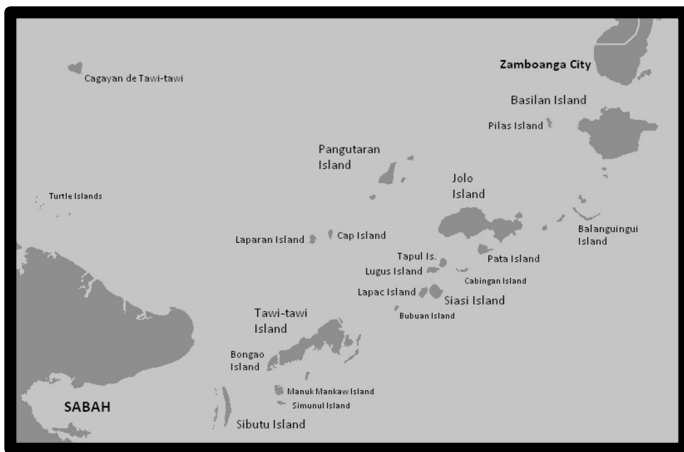 Zamboanga City
Cagayan de Tawi-tawi
Basilan Island
Pilas Island
Pangutaran
Island
Jolo
Island
Turtle Islands
Balanguingui
Island
Laparan Island
Cap Island
Tapul Is.
Pata Island
Lugus Island
Cabingan Island
Lapac Island
Siasi Island
Bubuan Island
Tawi-tawi
Island
Bongao
Island
Manuk Mankaw Island
Simunul Island
SABAH
Sibutu Island